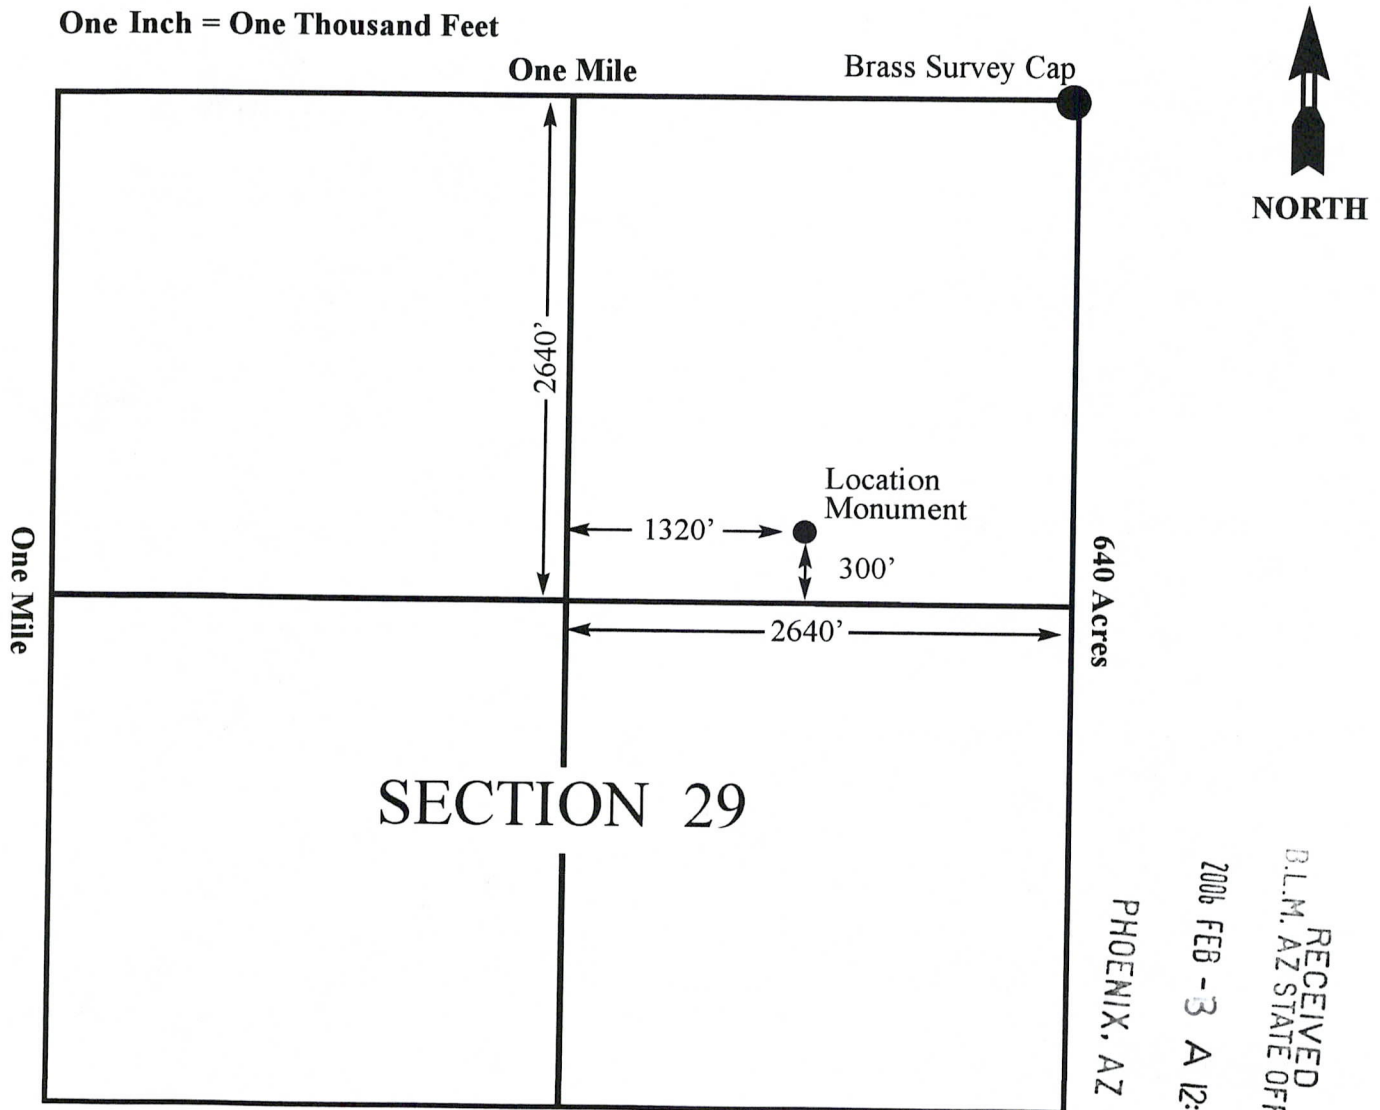 One Inch = One Thousand Feet
One Mile
Brass Survey Cap
NORTH
2640’
Location
Monument
1320’
300’
One Mile
640 Acres
2640’
SECTION 29
RECEIVED
B.L.M. AZ STATE
2006 FEB -3 A 12:
PHOENIX, AZ